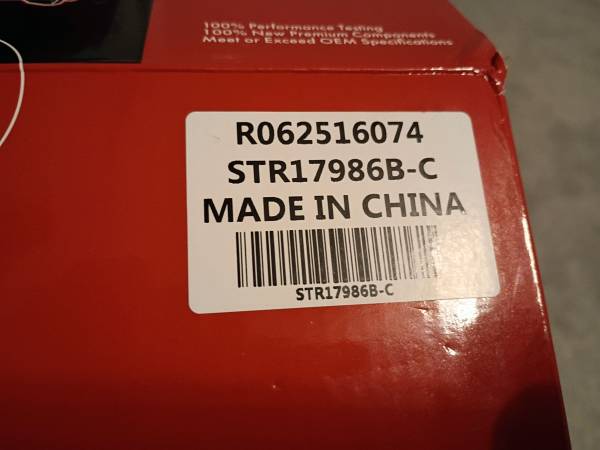 100% Performance Testing
100% New Premium Components
Meet or Exceed OEM Specifications
R062516074
STR17986B-C
MADE IN CHINA
STR17986B-C